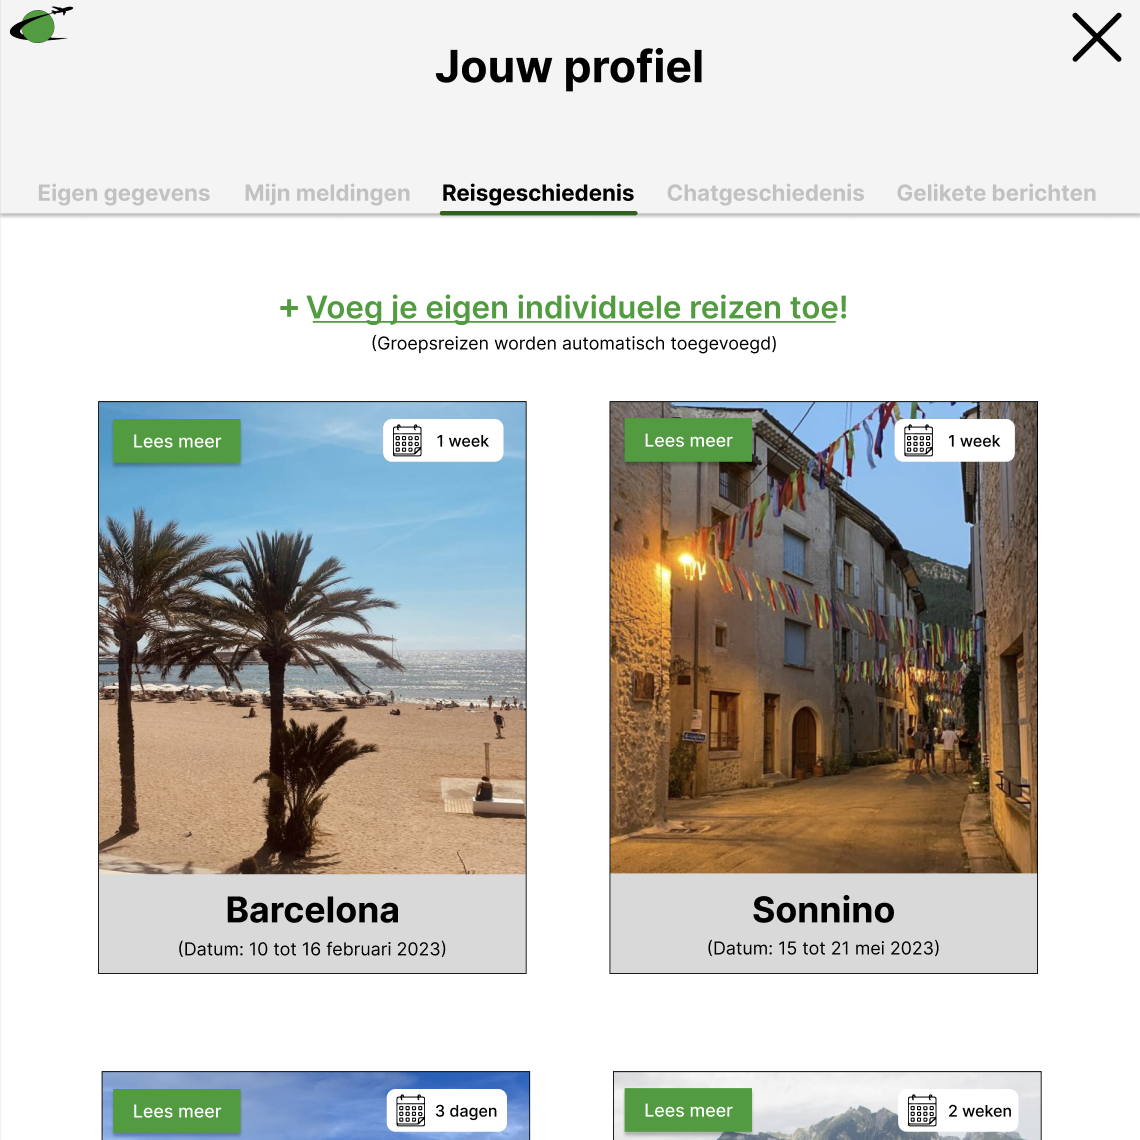 Jouw profiel
Eigen gegevens
Mijn meldingen
Reisgeschiedenis
Chatgeschiedenis
Gelikete berichten
+ Voeg je eigen individuele reizen toe!
(Groepsreizen worden automatisch toegevoegd)
Lees meer
1 week
Lees meer
1 week
Barcelona
(Datum: 10 tot 16 februari 2023)
Sonnino
(Datum: 15 tot 21 mei 2023)
Lees meer
3 dagen
Lees meer
2 weken